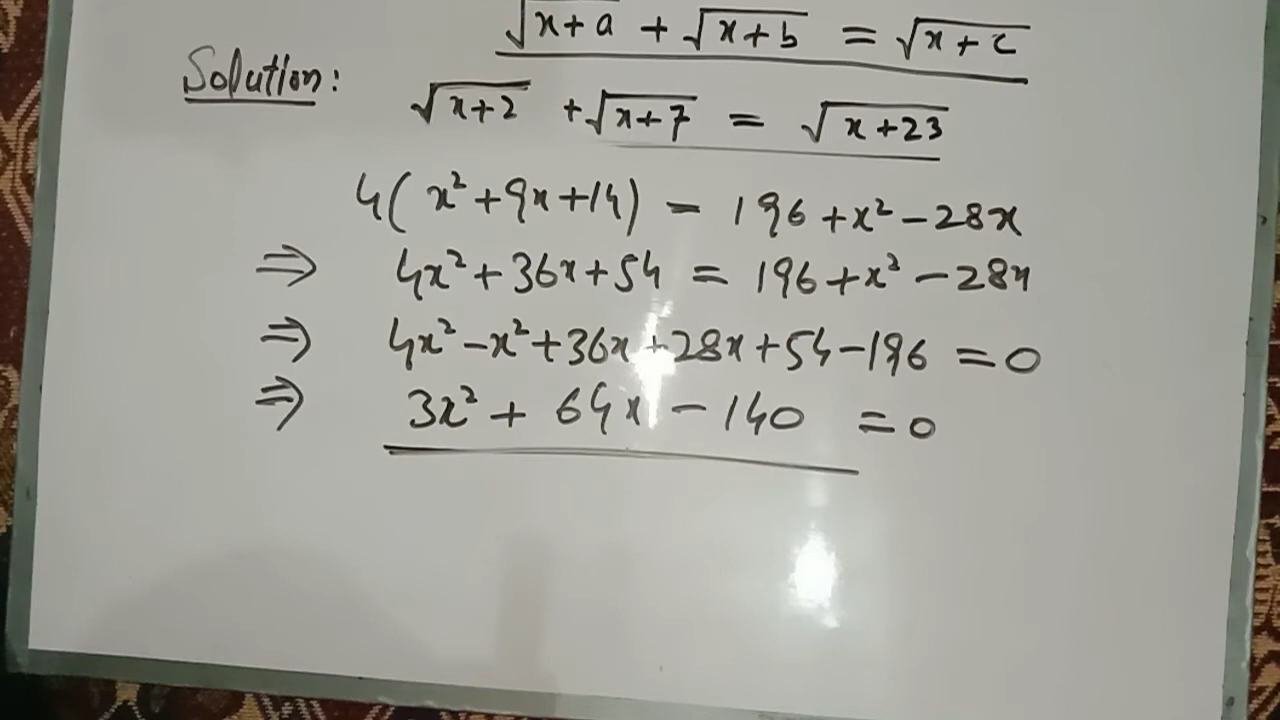 √x+a + √x+b = √x+c
Solution:
√x+2 + √x+7 = √x+23
4(x²+9x+14) = 196+x²-28x
⇒ 4x²+36x+54 = 196+x²-28x
⇒ 4x²-x²+36x+28x+54-196 = 0
⇒ 3x²+64x-140 = 0